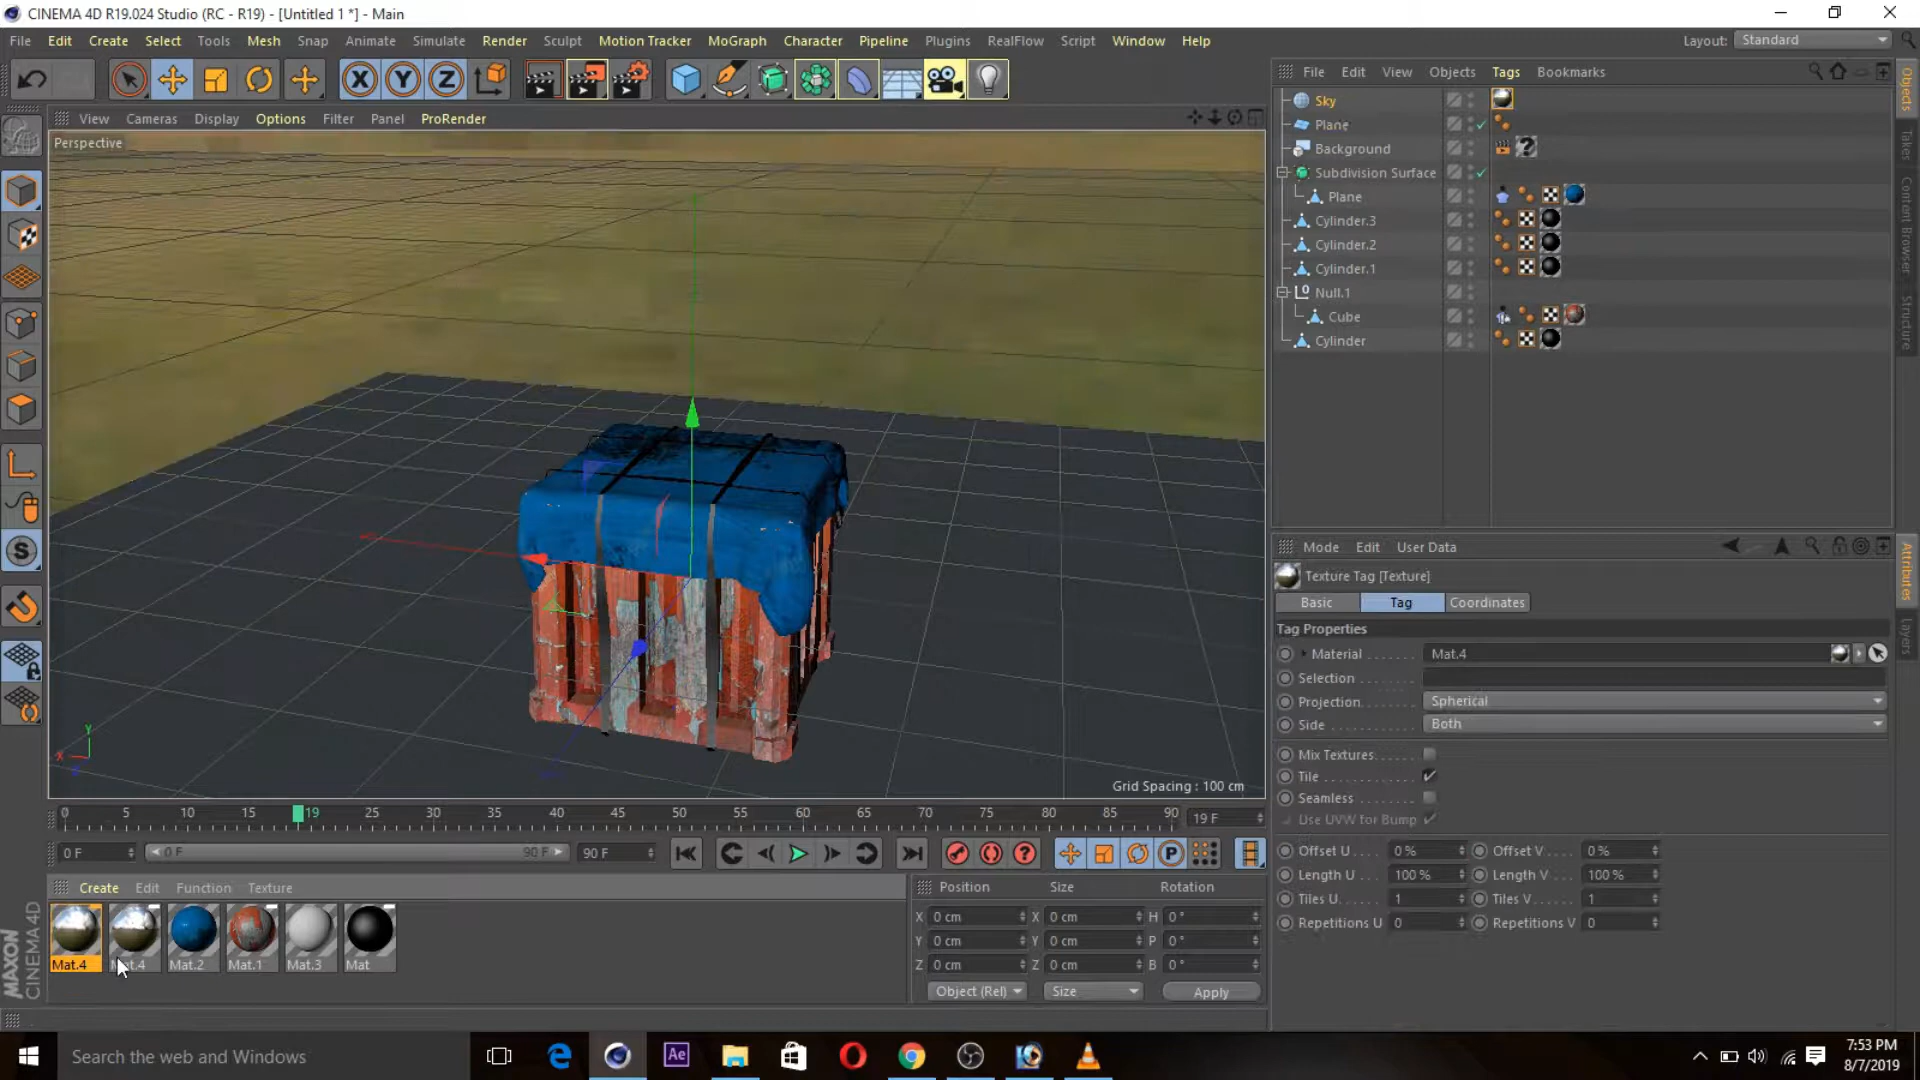 CINEMA 4D R19.024 Studio (RC - R19) - [Untitled 1 *] - Main
File Edit Create Select Tools Mesh Snap Animate Simulate Render Sculpt Motion Tracker MoGraph Character Pipeline Plugins RealFlow Script Window Help
Layout: Standard
View Cameras Display Options Filter Panel ProRender
Perspective
X Y Z
Grid Spacing : 100 cm
0 5 10 15 19 25 30 35 40 45 50 55 60 65 70 75 80 85 90 19 F
0 F 0 F 90 F 90 F
Create Edit Function Texture
Mat.4 Mat.2 Mat.1 Mat.3 Mat
MAXON CINEMA 4D
Position Size Rotation
X 0 cm X 0 cm H 0 °
Y 0 cm Y 0 cm P 0 °
Z 0 cm Z 0 cm B 0 °
Object (Rel) Size Apply
File Edit View Objects Tags Bookmarks
Sky
Plane
Background
Subdivision Surface
Plane
Cylinder.3
Cylinder.2
Cylinder.1
Null.1
Cube
Cylinder
Objects
Takes
Content Browser
Structure
Mode Edit User Data
Texture Tag [Texture]
Basic Tag Coordinates
Tag Properties
Material Mat.4
Selection
Projection Spherical
Side Both
Mix Textures
Tile
Seamless
Use UVW for Bump
Offset U 0 % Offset V 0 %
Length U 100 % Length V 100 %
Tiles U 1 Tiles V 1
Repetitions U 0 Repetitions V 0
Attributes
Layers
Search the web and Windows
Ae
7:53 PM
8/7/2019